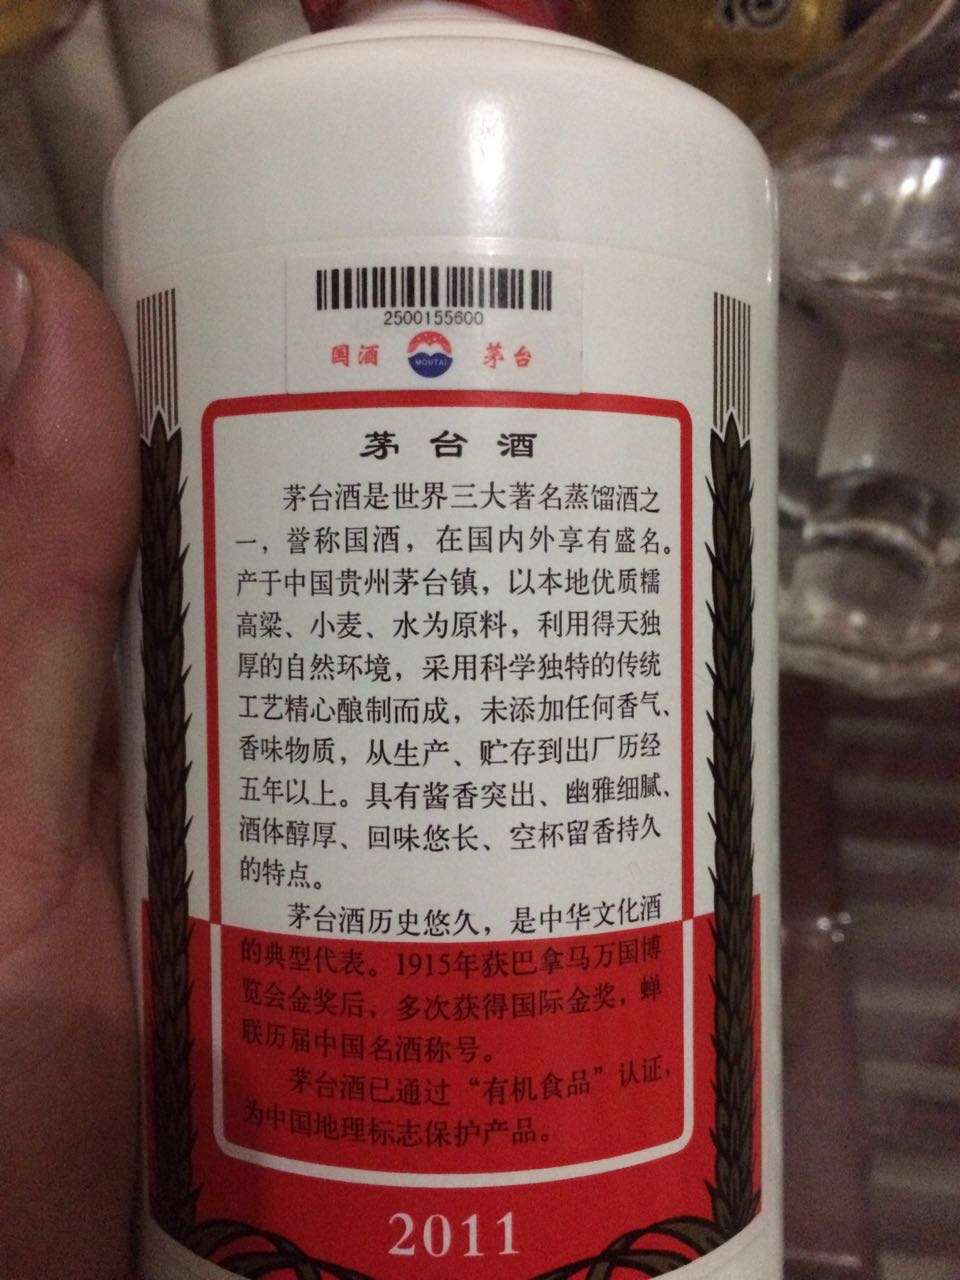 酒
2500155600
国酒 MOUTAI 茅台
茅台酒
茅台酒是世界三大著名蒸馏酒之
一，誉称国酒，在国内外享有盛名。
产于中国贵州茅台镇，以本地优质糯
高粱、小麦、水为原料，利用得天独
厚的自然环境，采用科学独特的传统
工艺精心酿制而成，未添加任何香气、
香味物质，从生产、贮存到出厂历经
五年以上。具有酱香突出、幽雅细腻、
酒体醇厚、回味悠长、空杯留香持久
的特点。
茅台酒历史悠久，是中华文化酒
的典型代表。1915年获巴拿马万国博
览会金奖后，多次获得国际金奖，蝉
联历届中国名酒称号。
茅台酒已通过“有机食品”认证，
为中国地理标志保护产品。
2011